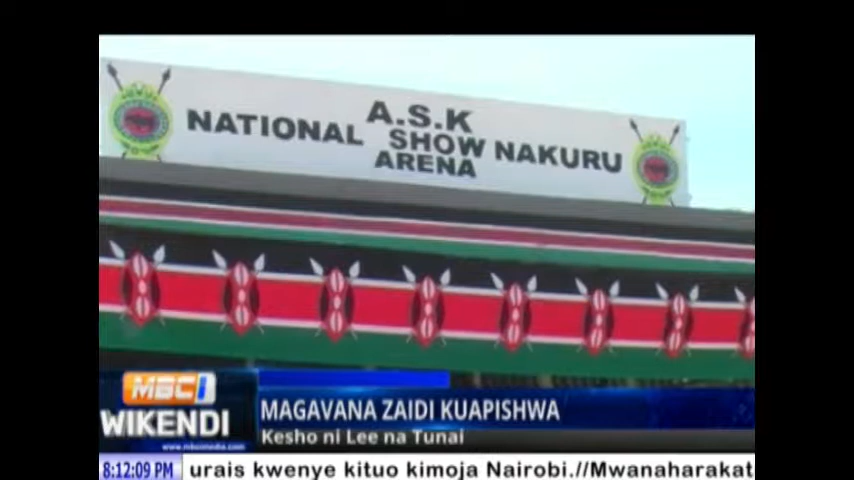 A.S.K
NATIONAL SHOW NAKURU
ARENA
MBCI
WIKENDI
MAGAVANA ZAIDI KUAPISHWA
Kesho ni Lee na Tunai
8:12:09 PM
urais kwenye kituo kimoja Nairobi.//Mwanaharakat